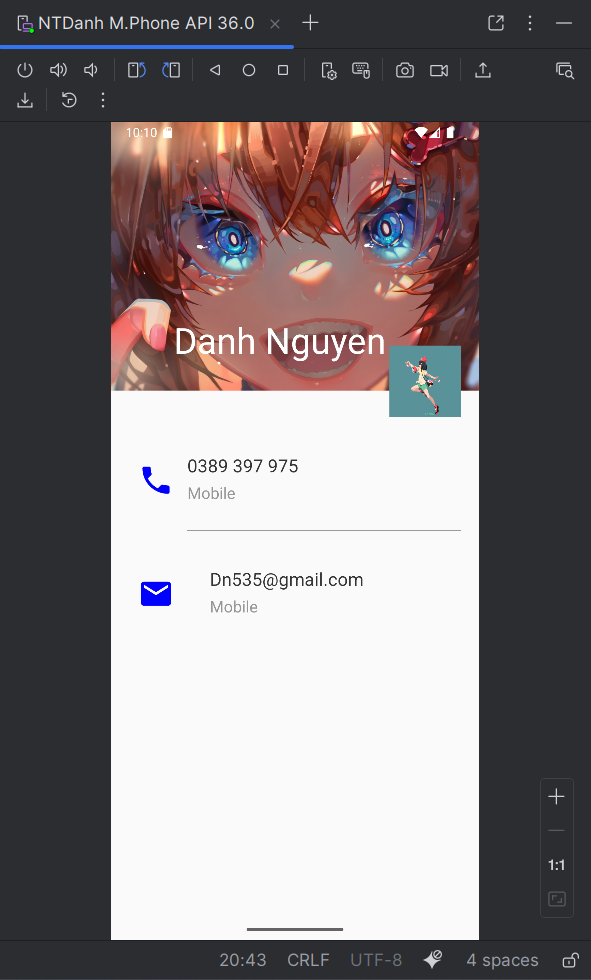 NTDanh M.Phone API 36.0
10:10
Danh Nguyen
0389 397 975
Mobile
Dn535@gmail.com
Mobile
1:1
20:43 CRLF UTF-8 4 spaces